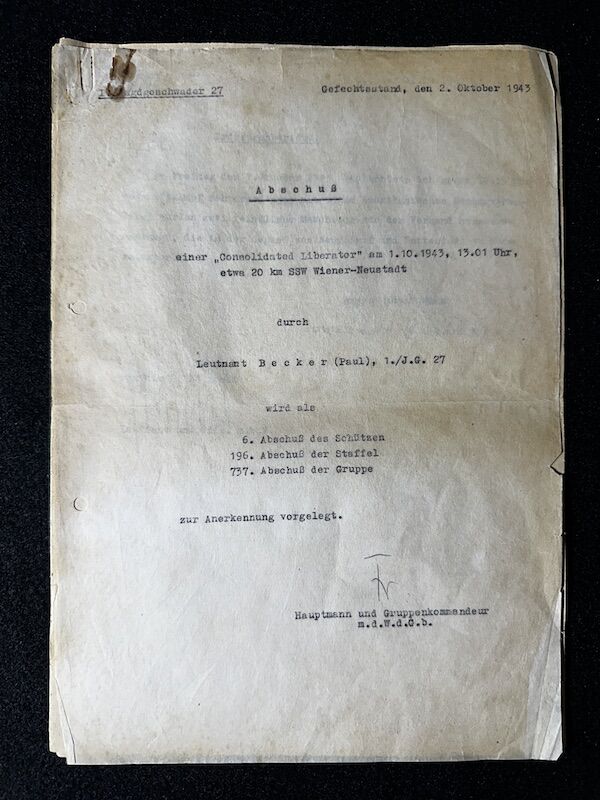 Jagdgeschwader 27
Gefechtsstand, den 2. Oktober 1943
Abschuß
einer „Consolidated Liberator" am 1.10.1943, 13.01 Uhr,
etwa 20 km SSW Wiener-Neustadt
durch
Leutnant B e c k e r (Paul), 1./J.G. 27
wird als
6. Abschuß des Schützen
196. Abschuß der Staffel
737. Abschuß der Gruppe
zur Anerkennung vorgelegt.
Hauptmann und Gruppenkommandeur
m.d.W.d.G.b.